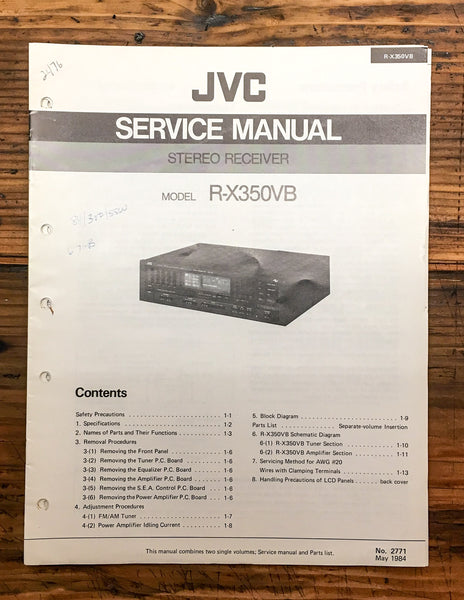 R-X350VB
2176
JVC
SERVICE MANUAL
STEREO RECEIVER
MODEL R-X350VB
Contents
Safety Precautions . . . . . . . . . . . . . . . . . . . . . 1-1
1. Specifications . . . . . . . . . . . . . . . . . . . . . . 1-2
2. Names of Parts and Their Functions . . . . . . . . . . 1-3
3. Removal Procedures
3-(1) Removing the Front Panel . . . . . . . . . . . 1-6
3-(2) Removing the Tuner P.C. Board . . . . . . . . 1-6
3-(3) Removing the Equalizer P.C. Board . . . . . . 1-6
3-(4) Removing the Amplifier P.C. Board . . . . . . 1-6
3-(5) Removing the S.E.A. Control P.C. Board . . . 1-6
3-(6) Removing the Power Amplifier P.C. Board . . 1-6
4. Adjustment Procedures
4-(1) FM/AM Tuner . . . . . . . . . . . . . . . . . . 1-7
4-(2) Power Amplifier Idling Current . . . . . . . . . 1-8
5. Block Diagram . . . . . . . . . . . . . . . . . . . . . 1-9
Parts List . . . . . . . . . . Separate-volume Insertion
6. R-X350VB Schematic Diagram
6-(1) R-X350VB Tuner Section . . . . . . . . . . . 1-10
6-(2) R-X350VB Amplifier Section . . . . . . . . . 1-11
7. Servicing Method for AWG #20
Wires with Clamping Terminals . . . . . . . . . . . 1-13
8. Handling Precautions of LCD Panels . . . . . back cover
This manual combines two single volumes; Service manual and Parts list.
No. 2771
May 1984